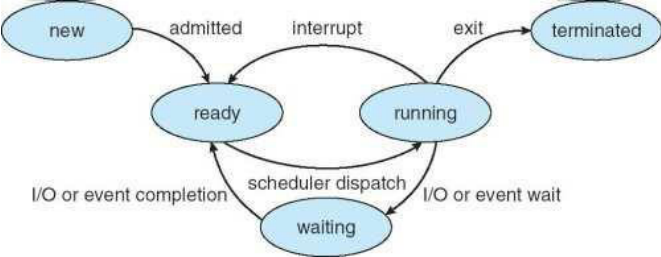 new
admitted
interrupt
exit
terminated
ready
running
scheduler dispatch
I/O or event completion
I/O or event wait
waiting